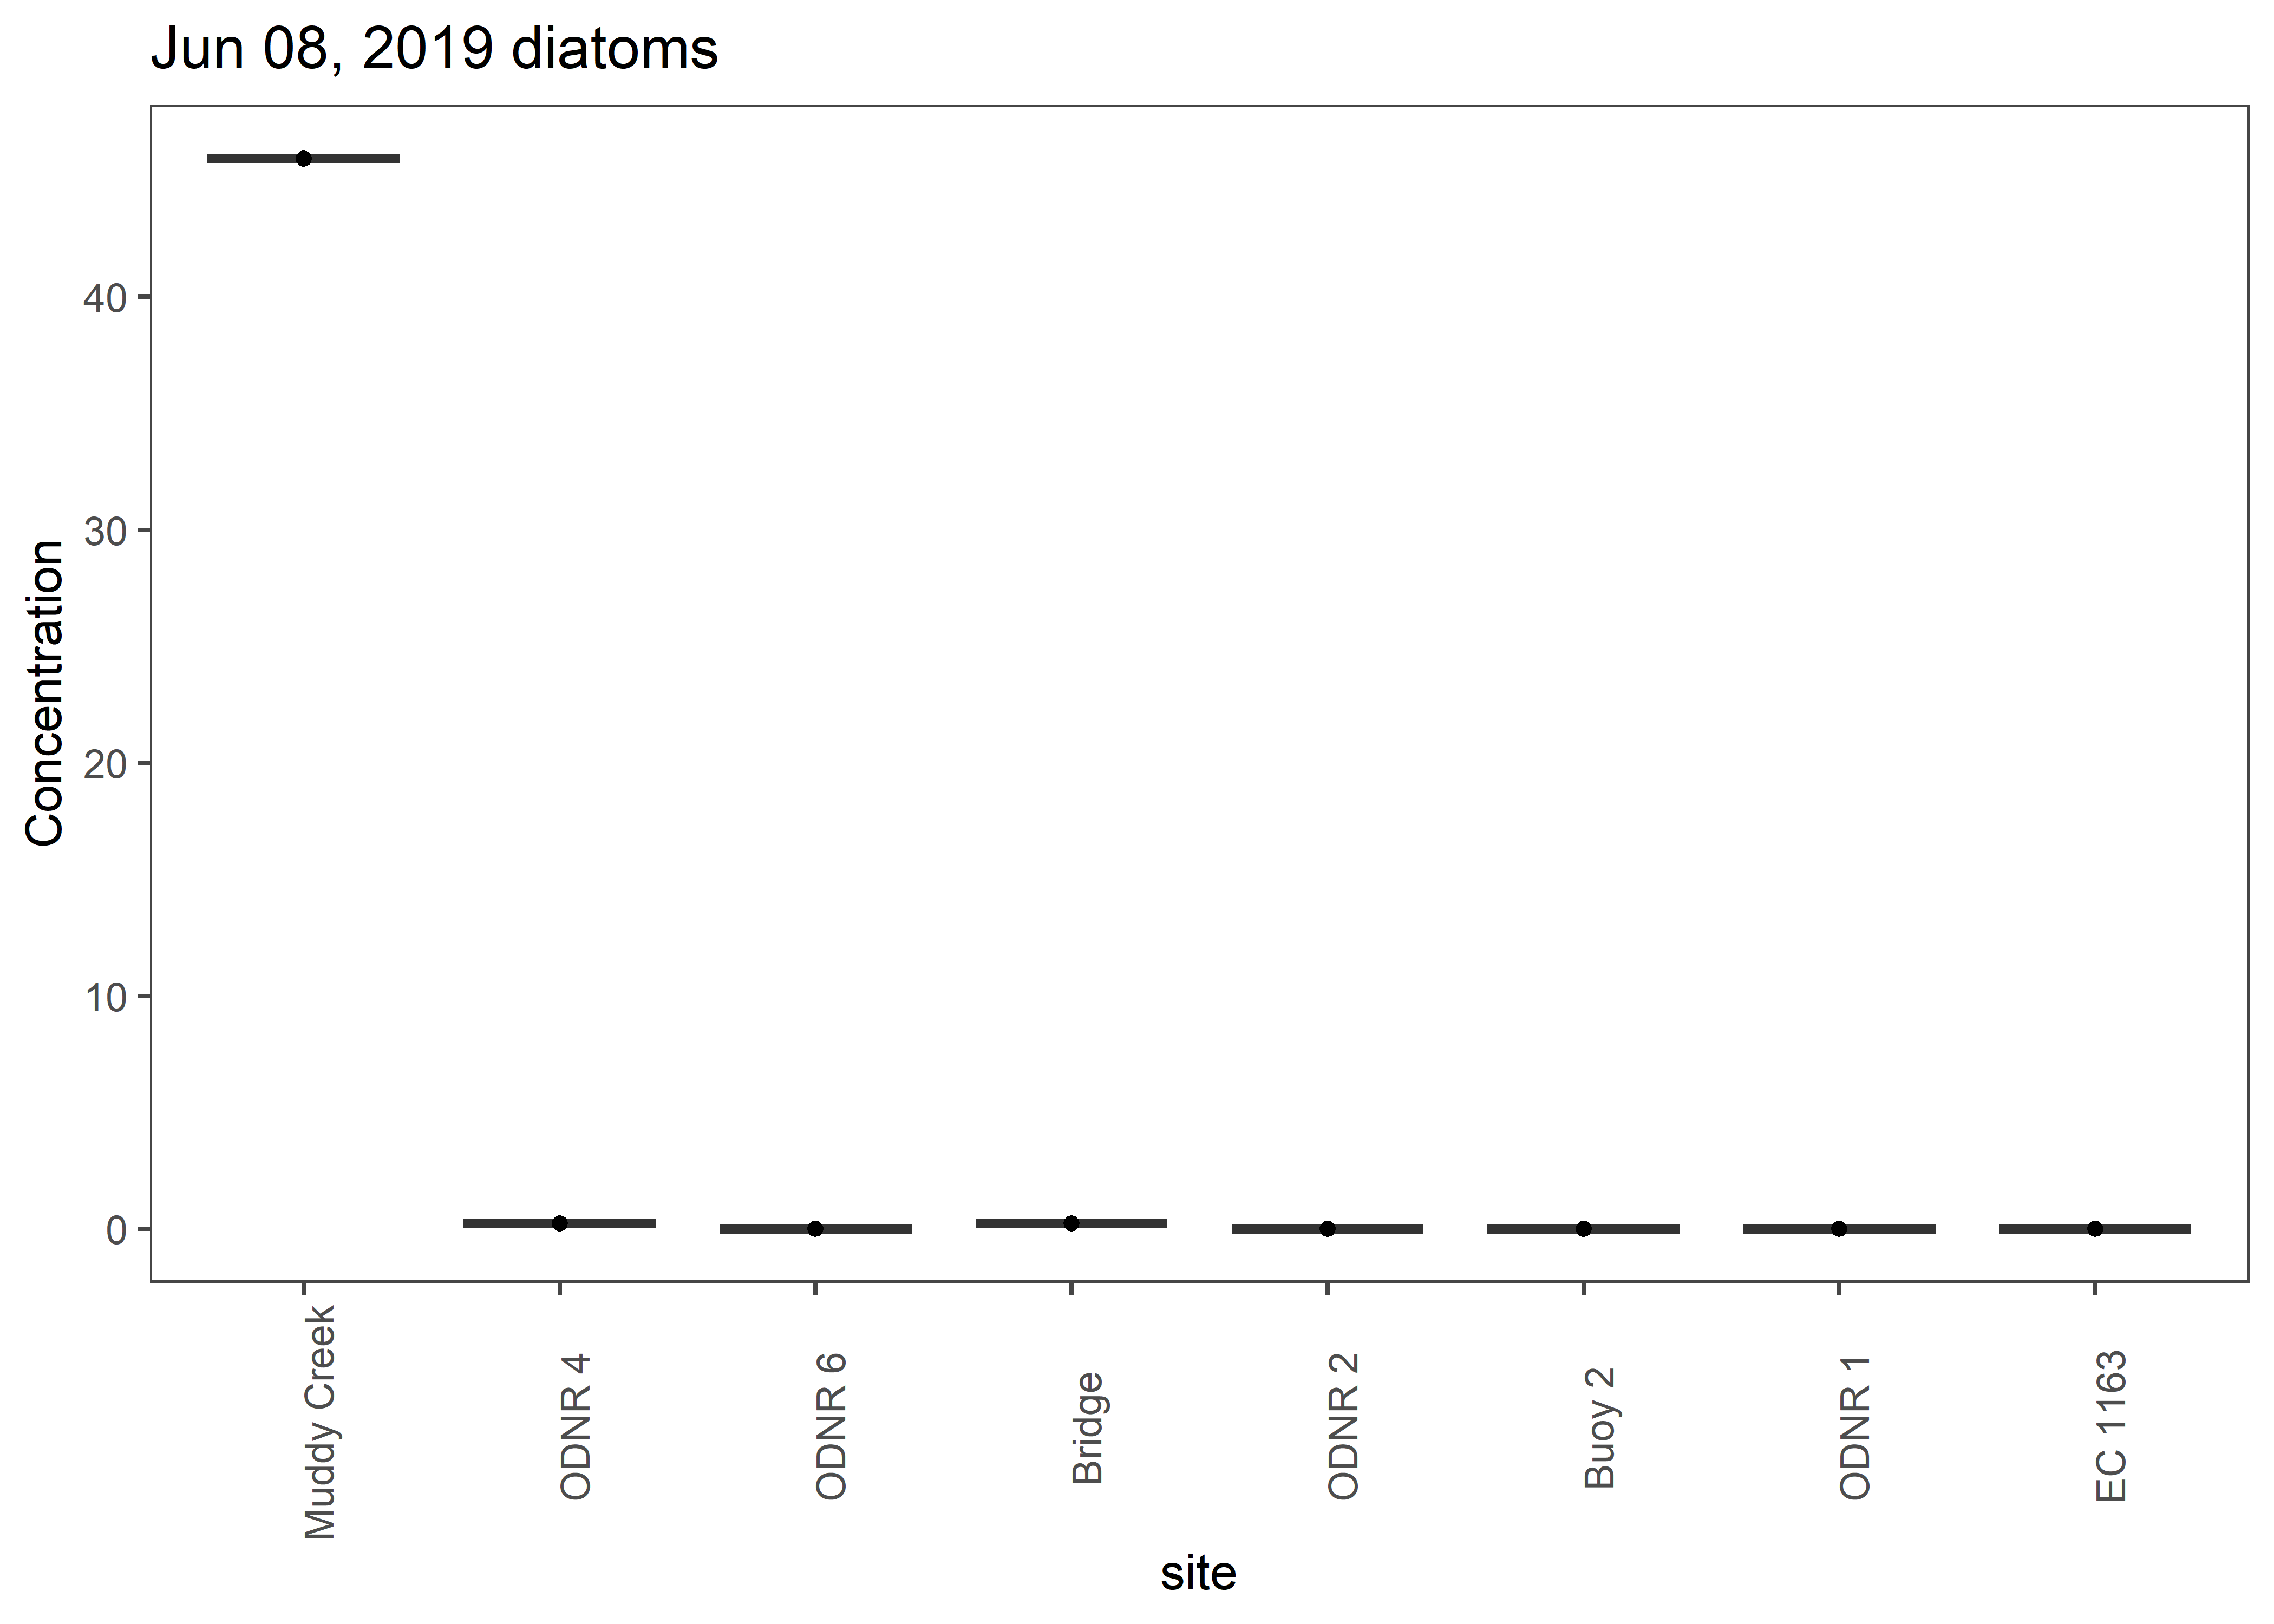 Jun 08, 2019 diatoms
Concentration
40
30
20
10
0
Muddy Creek
ODNR 4
ODNR 6
Bridge
ODNR 2
Buoy 2
ODNR 1
EC 1163
site